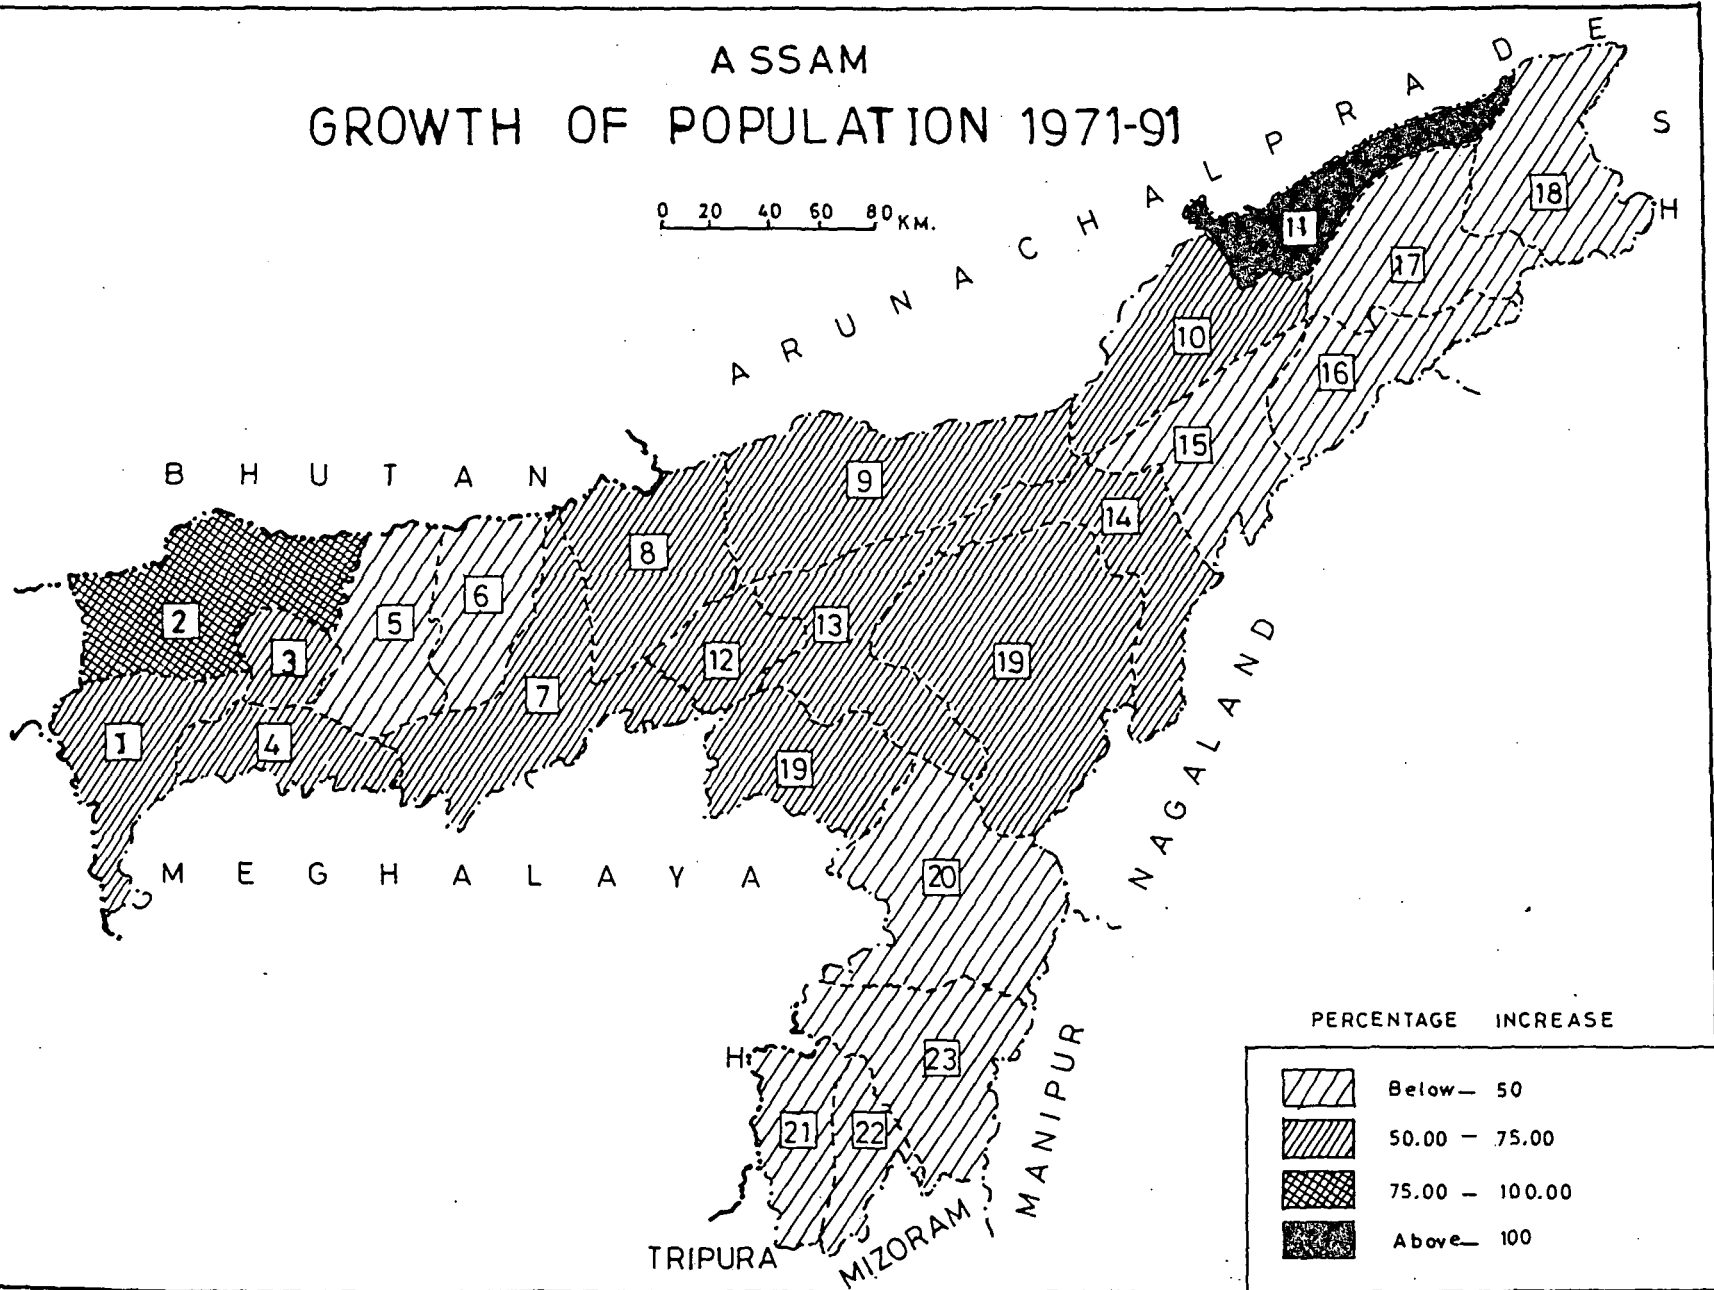 ASSAM
GROWTH OF POPULATION 1971-91
0 20 40 60 80 KM.
ARUNACHAL PRADESH
BHUTAN
MEGHALAYA
NAGALAND
MANIPUR
MIZORAM
TRIPURA
H
1
2
3
4
5
6
7
8
9
10
11
12
13
14
15
16
17
18
19
19
20
21
22
23
PERCENTAGE INCREASE
Below— 50
50.00 — 75.00
75.00 — 100.00
Above— 100